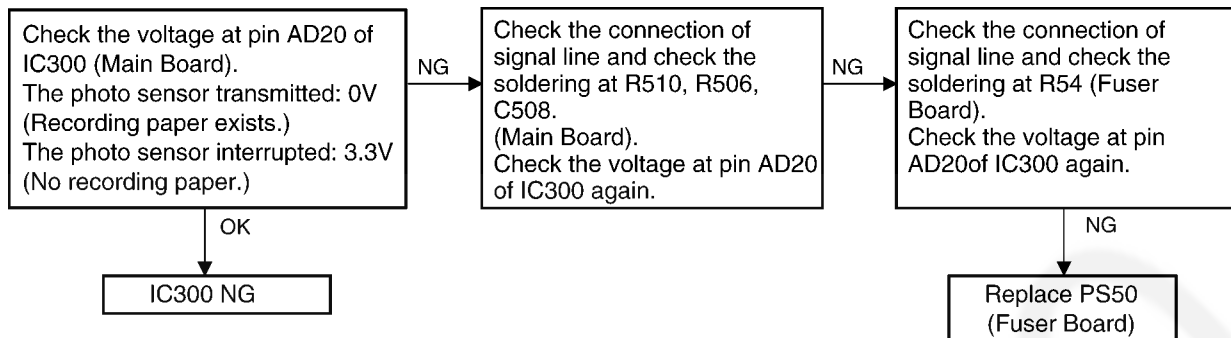 Check the voltage at pin AD20 of
IC300 (Main Board).
The photo sensor transmitted: 0V
(Recording paper exists.)
The photo sensor interrupted: 3.3V
(No recording paper.)
NG
Check the connection of
signal line and check the
soldering at R510, R506,
C508.
(Main Board).
Check the voltage at pin AD20
of IC300 again.
NG
Check the connection of
signal line and check the
soldering at R54 (Fuser
Board).
Check the voltage at pin
AD20of IC300 again.
OK
NG
IC300 NG
Replace PS50
(Fuser Board)